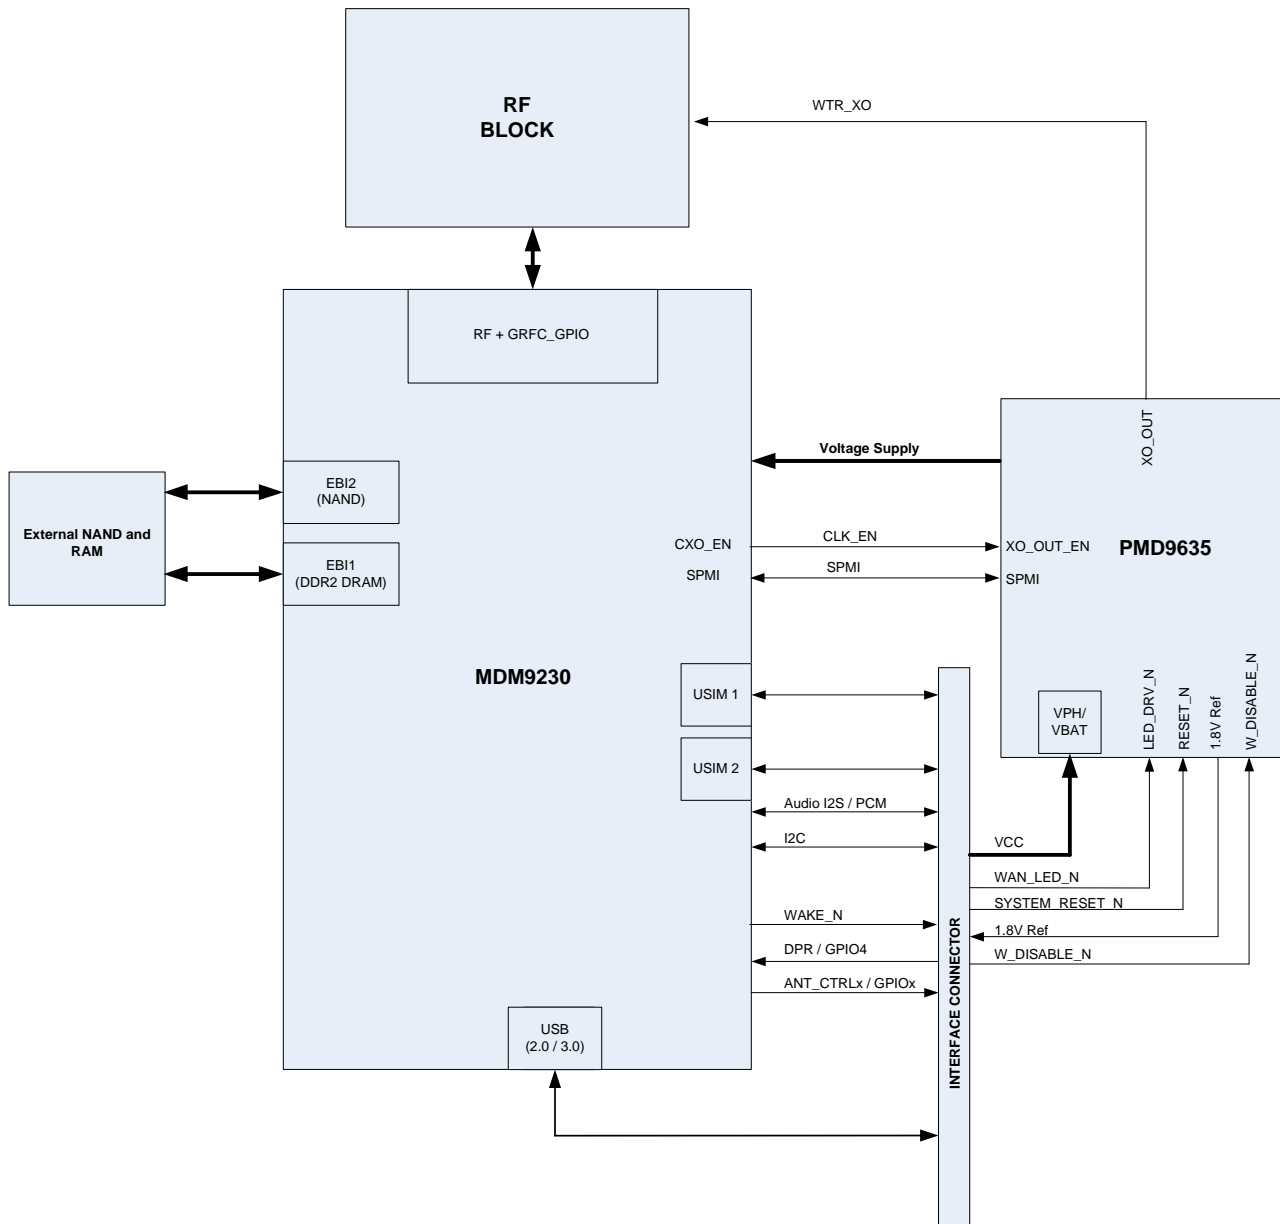 RF
BLOCK
WTR_XO
RF + GRFC_GPIO
XO_OUT
Voltage Supply
EBI2
(NAND)
External NAND and
RAM
EBI1
(DDR2 DRAM)
CXO_EN
CLK_EN
XO_OUT_EN
PMD9635
SPMI
SPMI
SPMI
MDM9230
USIM 1
USIM 2
VPH/
VBAT
LED_DRV_N
RESET_N
1.8V Ref
W_DISABLE_N
Audio I2S / PCM
I2C
VCC
WAN_LED_N
SYSTEM_RESET_N
WAKE_N
1.8V Ref
DPR / GPIO4
W_DISABLE_N
ANT_CTRLx / GPIOx
INTERFACE CONNECTOR
USB
(2.0 / 3.0)